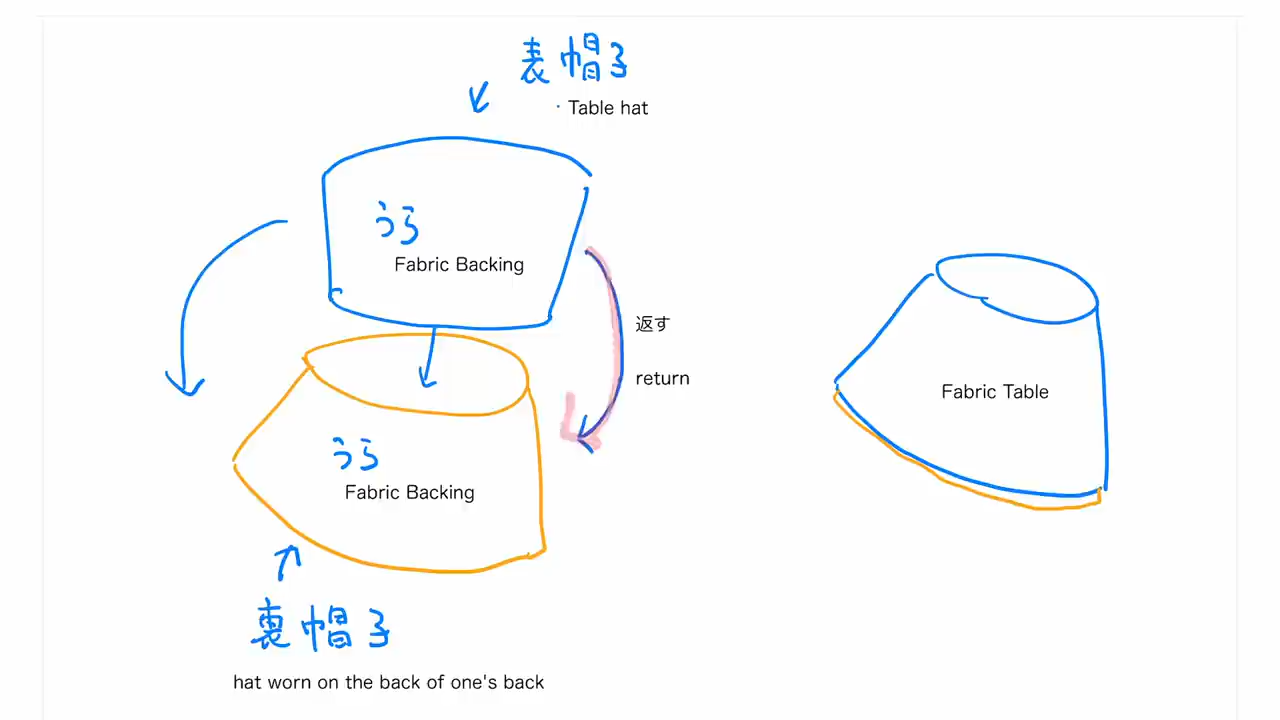 表帽子
· Table hat
うら
Fabric Backing
返す
return
うら
Fabric Backing
裏帽子
hat worn on the back of one's back
Fabric Table